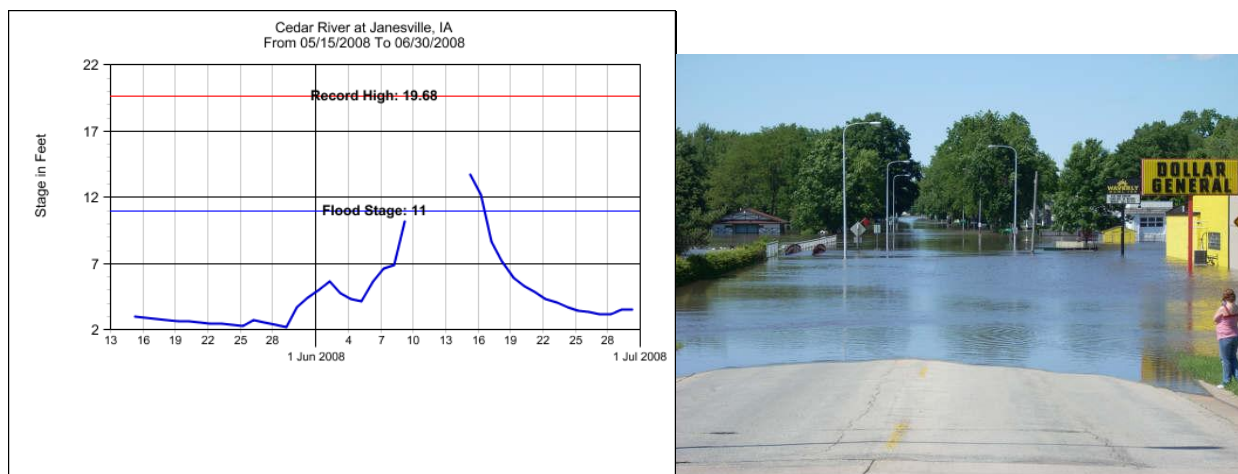 Cedar River at Janesville, IA
From 05/15/2008 To 06/30/2008
Stage in Feet
22
17
12
7
2
Record High: 19.68
Flood Stage: 11
13 16 19 22 25 28 4 7 10 13 16 19 22 25 28
1 Jun 2008 1 Jul 2008
WAVERLY
DOLLAR
GENERAL